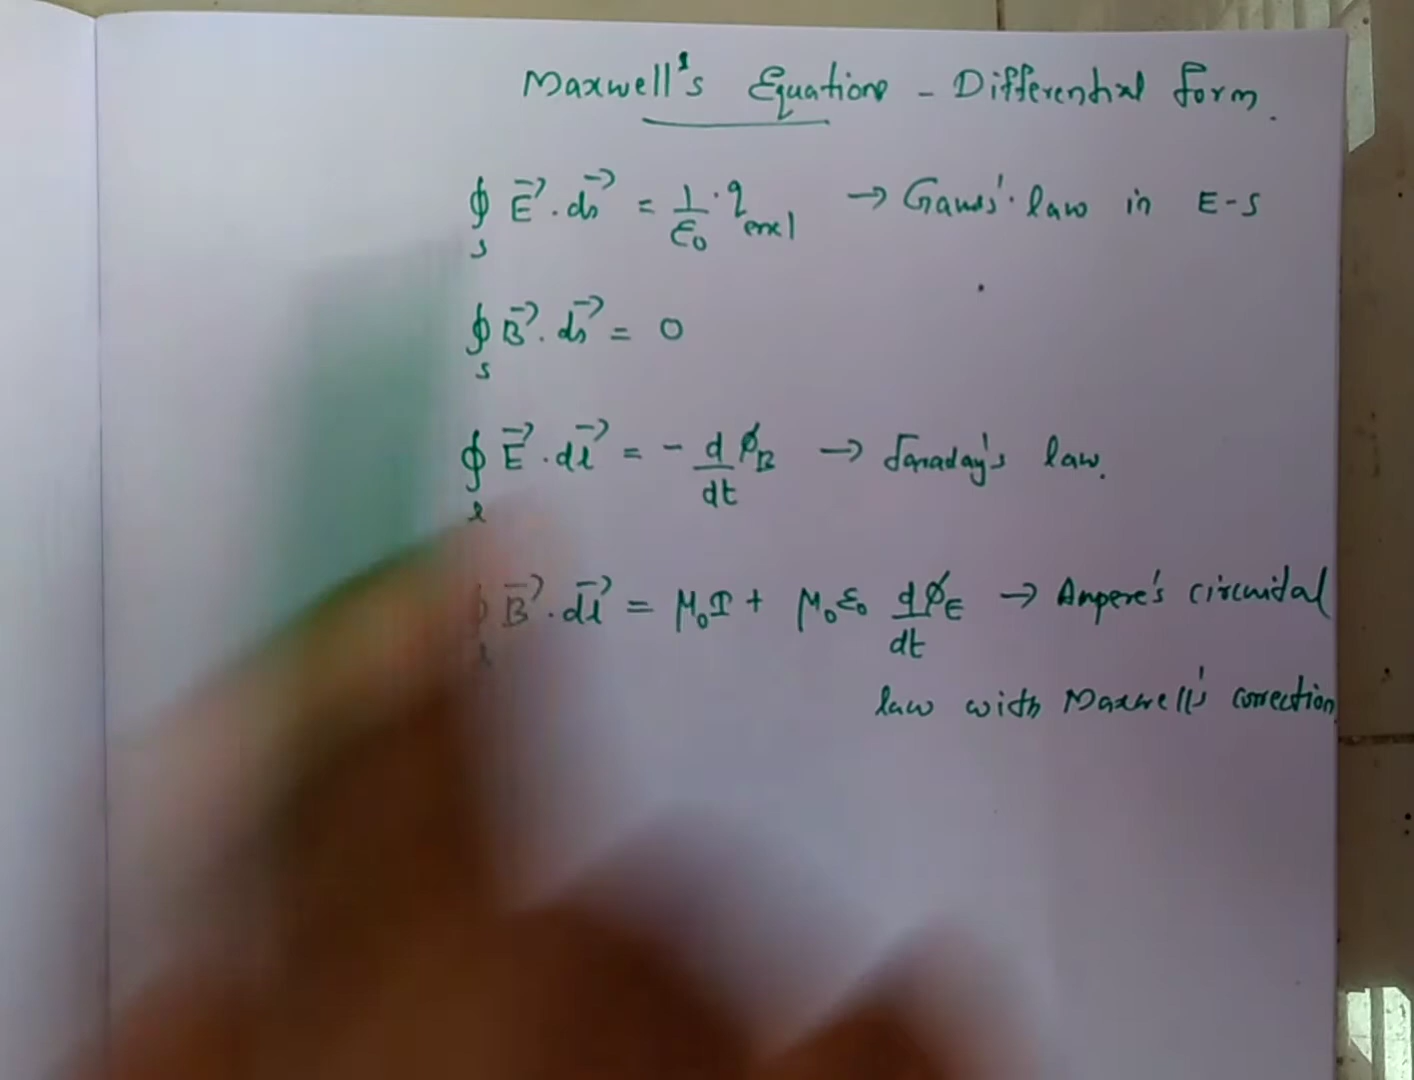 Maxwell's Equations - Differential form.
∮s E⃗ . ds⃗ = 1/ε0 . qencl → Gauss' law in E-S
∮s B⃗ . ds⃗ = 0
∮l E⃗ . dl⃗ = - d/dt ϕB → Faraday's law.
∮l B⃗ . dl⃗ = μ0I + μ0ε0 dϕE/dt → Ampere's circuital
law with Maxwell's correction